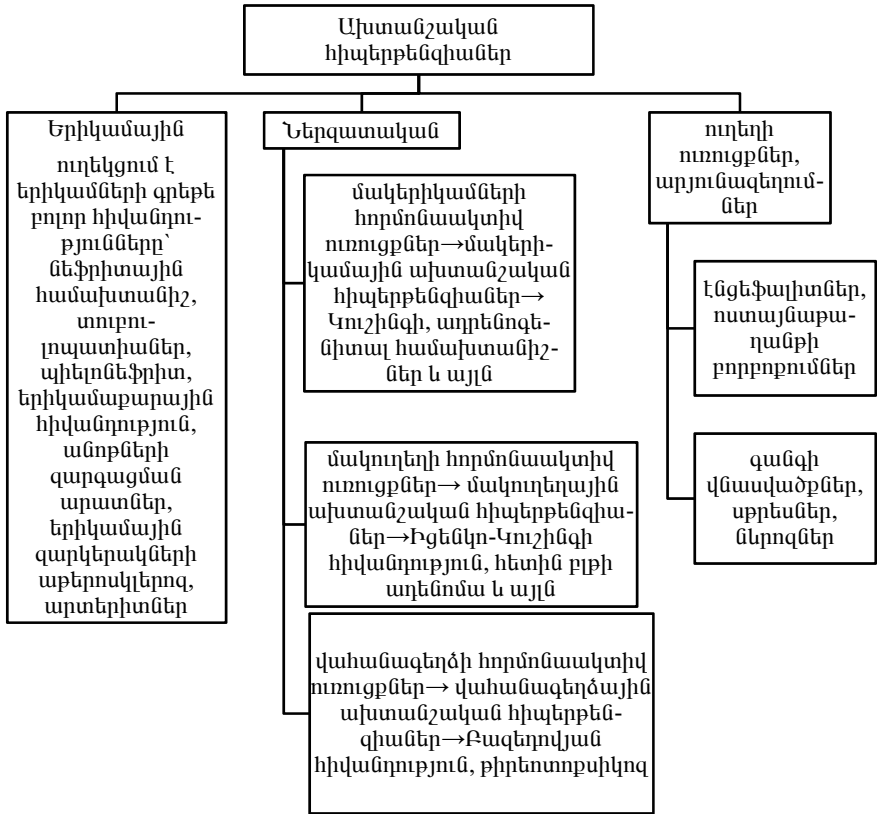 Ախտանշական
հիպերթենզիաներ
Երիկամային
ուղեկցում է
երիկամների գրեթե
բոլոր հիվանդու-
թյունները՝
նեֆրիտային
համախտանիշ,
տուբու-
լոպատիաներ,
պիելոնեֆրիտ,
երիկամաքարային
հիվանդություն,
անոթների
զարգացման
արատներ,
երիկամային
զարկերակների
աթերոսկլերոզ,
արտերիտներ
Ներզատական
մակերիկամների
հորմոնաակտիվ
ուռուցքներ→մակերի-
կամային ախտանշական
հիպերթենզիաներ→
Կուշինգի, ադրենոգե-
նիտալ համախտանիշ-
ներ և այլն
մակուղեղի հորմոնաակտիվ
ուռուցքներ→ մակուղեղային
ախտանշական հիպերթենզիա-
ներ→Իցենկո-Կուշինգի
հիվանդություն, հետին բլթի
ադենոմա և այլն
վահանագեղձի հորմոնաակտիվ
ուռուցքներ→ վահանագեղձային
ախտանշական հիպերթեն-
զիաներ→Բազեդովյան
հիվանդություն, թիրեոտոքսիկոզ
ուղեղի
ուռուցքներ,
արյունազեղում-
ներ
էնցեֆալիտներ,
ոստայնաթա-
ղանթի
բորբոքումներ
գանգի
վնասվածքներ,
սթրեսներ,
նևրոզներ